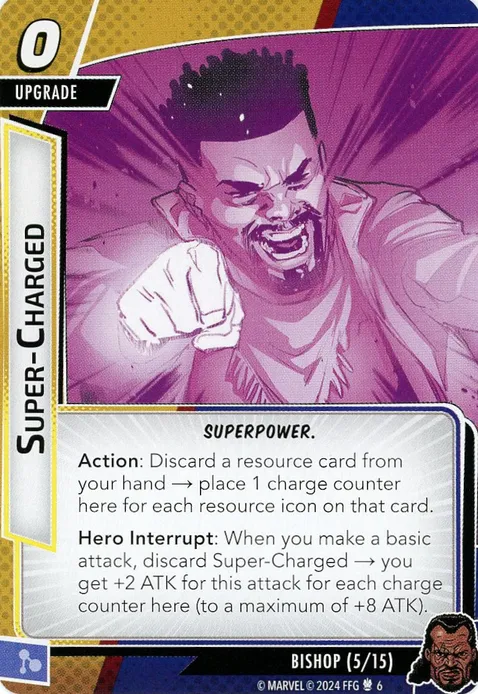 0
UPGRADE
SUPER-CHARGED
SUPERPOWER.
Action: Discard a resource card from
your hand → place 1 charge counter
here for each resource icon on that card.
Hero Interrupt: When you make a basic
attack, discard Super-Charged → you
get +2 ATK for this attack for each charge
counter here (to a maximum of +8 ATK).
BISHOP (5/15)
© MARVEL © 2024 FFG 6